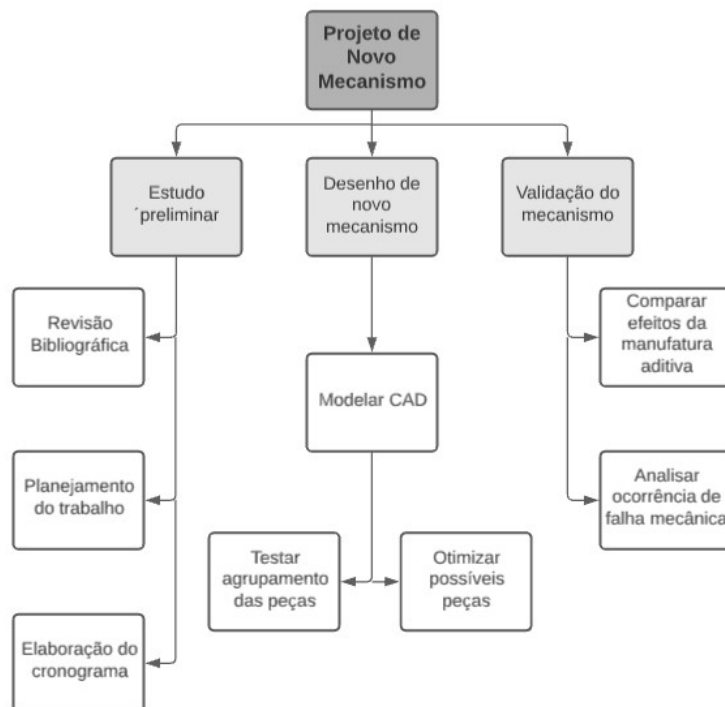 Projeto de
Novo
Mecanismo
Estudo
´preliminar
Desenho de
novo
mecanismo
Validação do
mecanismo
Revisão
Bibliográfica
Comparar
efeitos da
manufatura
aditiva
Modelar CAD
Planejamento
do trabalho
Analisar
ocorrência de
falha mecânica
Testar
agrupamento
das peças
Otimizar
possíveis
peças
Elaboração do
cronograma